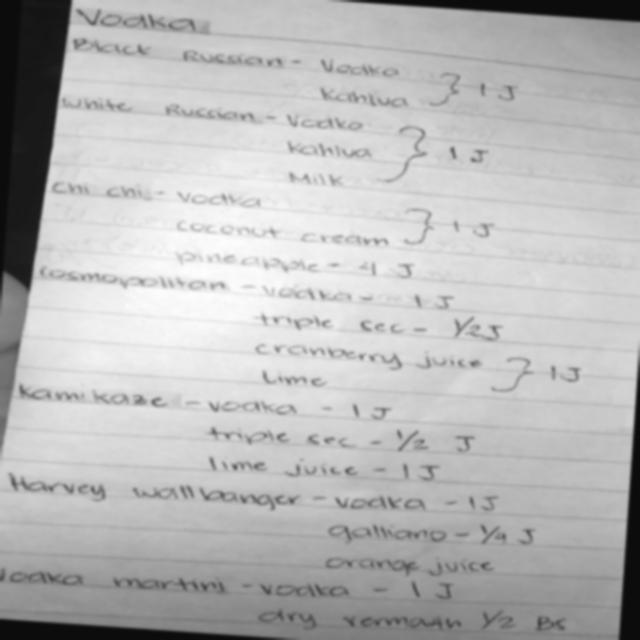 Vodka
Black Russian - Vodka
Kahlua } 1 J
White Russian - Vodka
Kahlua } 1 J
Milk
Chi chi - vodka
coconut cream } 1 J
pineapple - 4 J
Cosmopolitan - vodka - 1 J
triple sec - 1/2 J
cranberry juice } 1 J
lime
Kamikaze - vodka - 1 J
triple sec - 1/2 J
lime juice - 1 J
Harvey wallbanger - vodka - 1 J
galliano - 1/4 J
orange juice
Vodka martini - vodka - 1 J
dry vermouth 1/2 BS